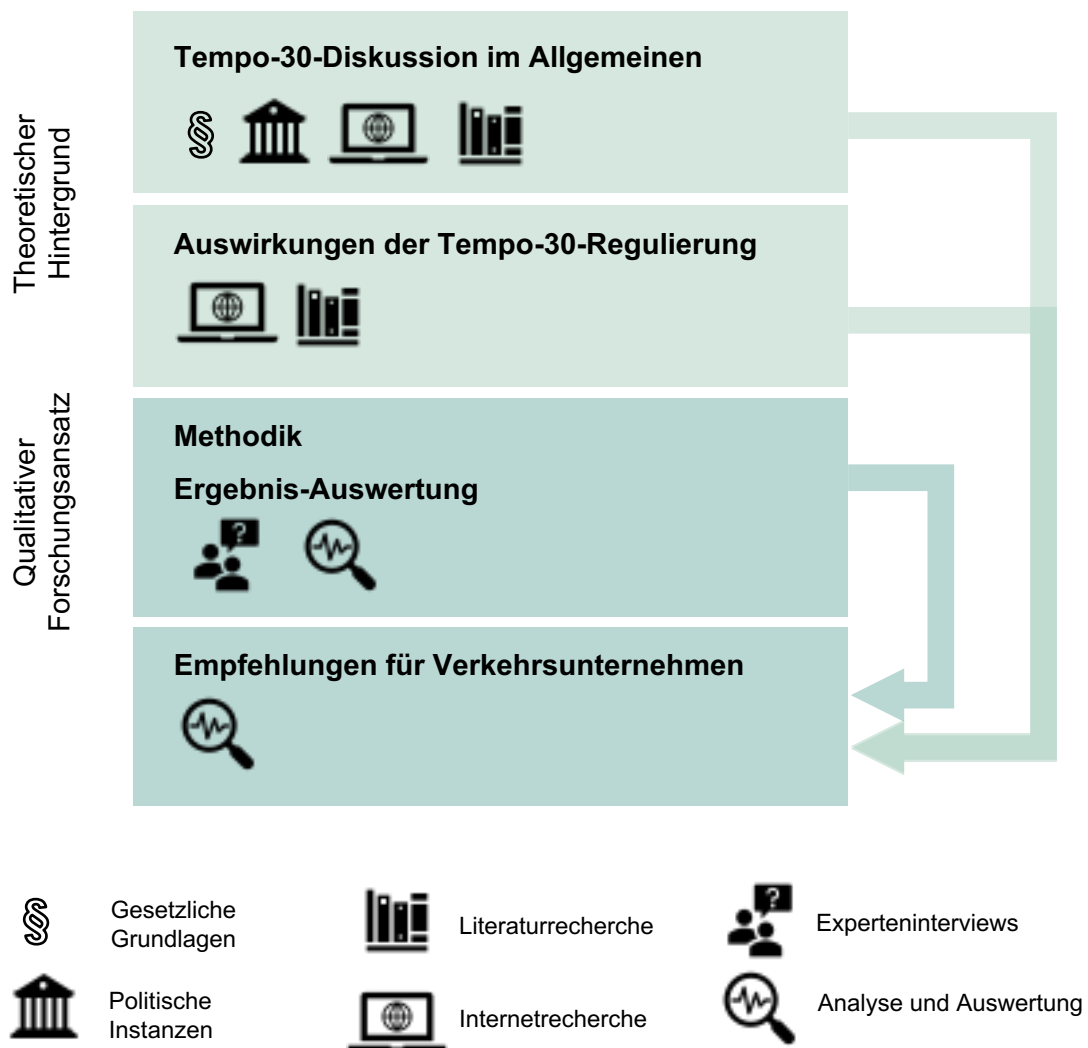 Theoretischer
Hintergrund
Tempo-30-Diskussion im Allgemeinen
§
Auswirkungen der Tempo-30-Regulierung
Qualitativer
Forschungsansatz
Methodik
Ergebnis-Auswertung
?
Empfehlungen für Verkehrsunternehmen
§
Gesetzliche
Grundlagen
Literaturrecherche
?
Experteninterviews
Politische
Instanzen
Internetrecherche
Analyse und Auswertung